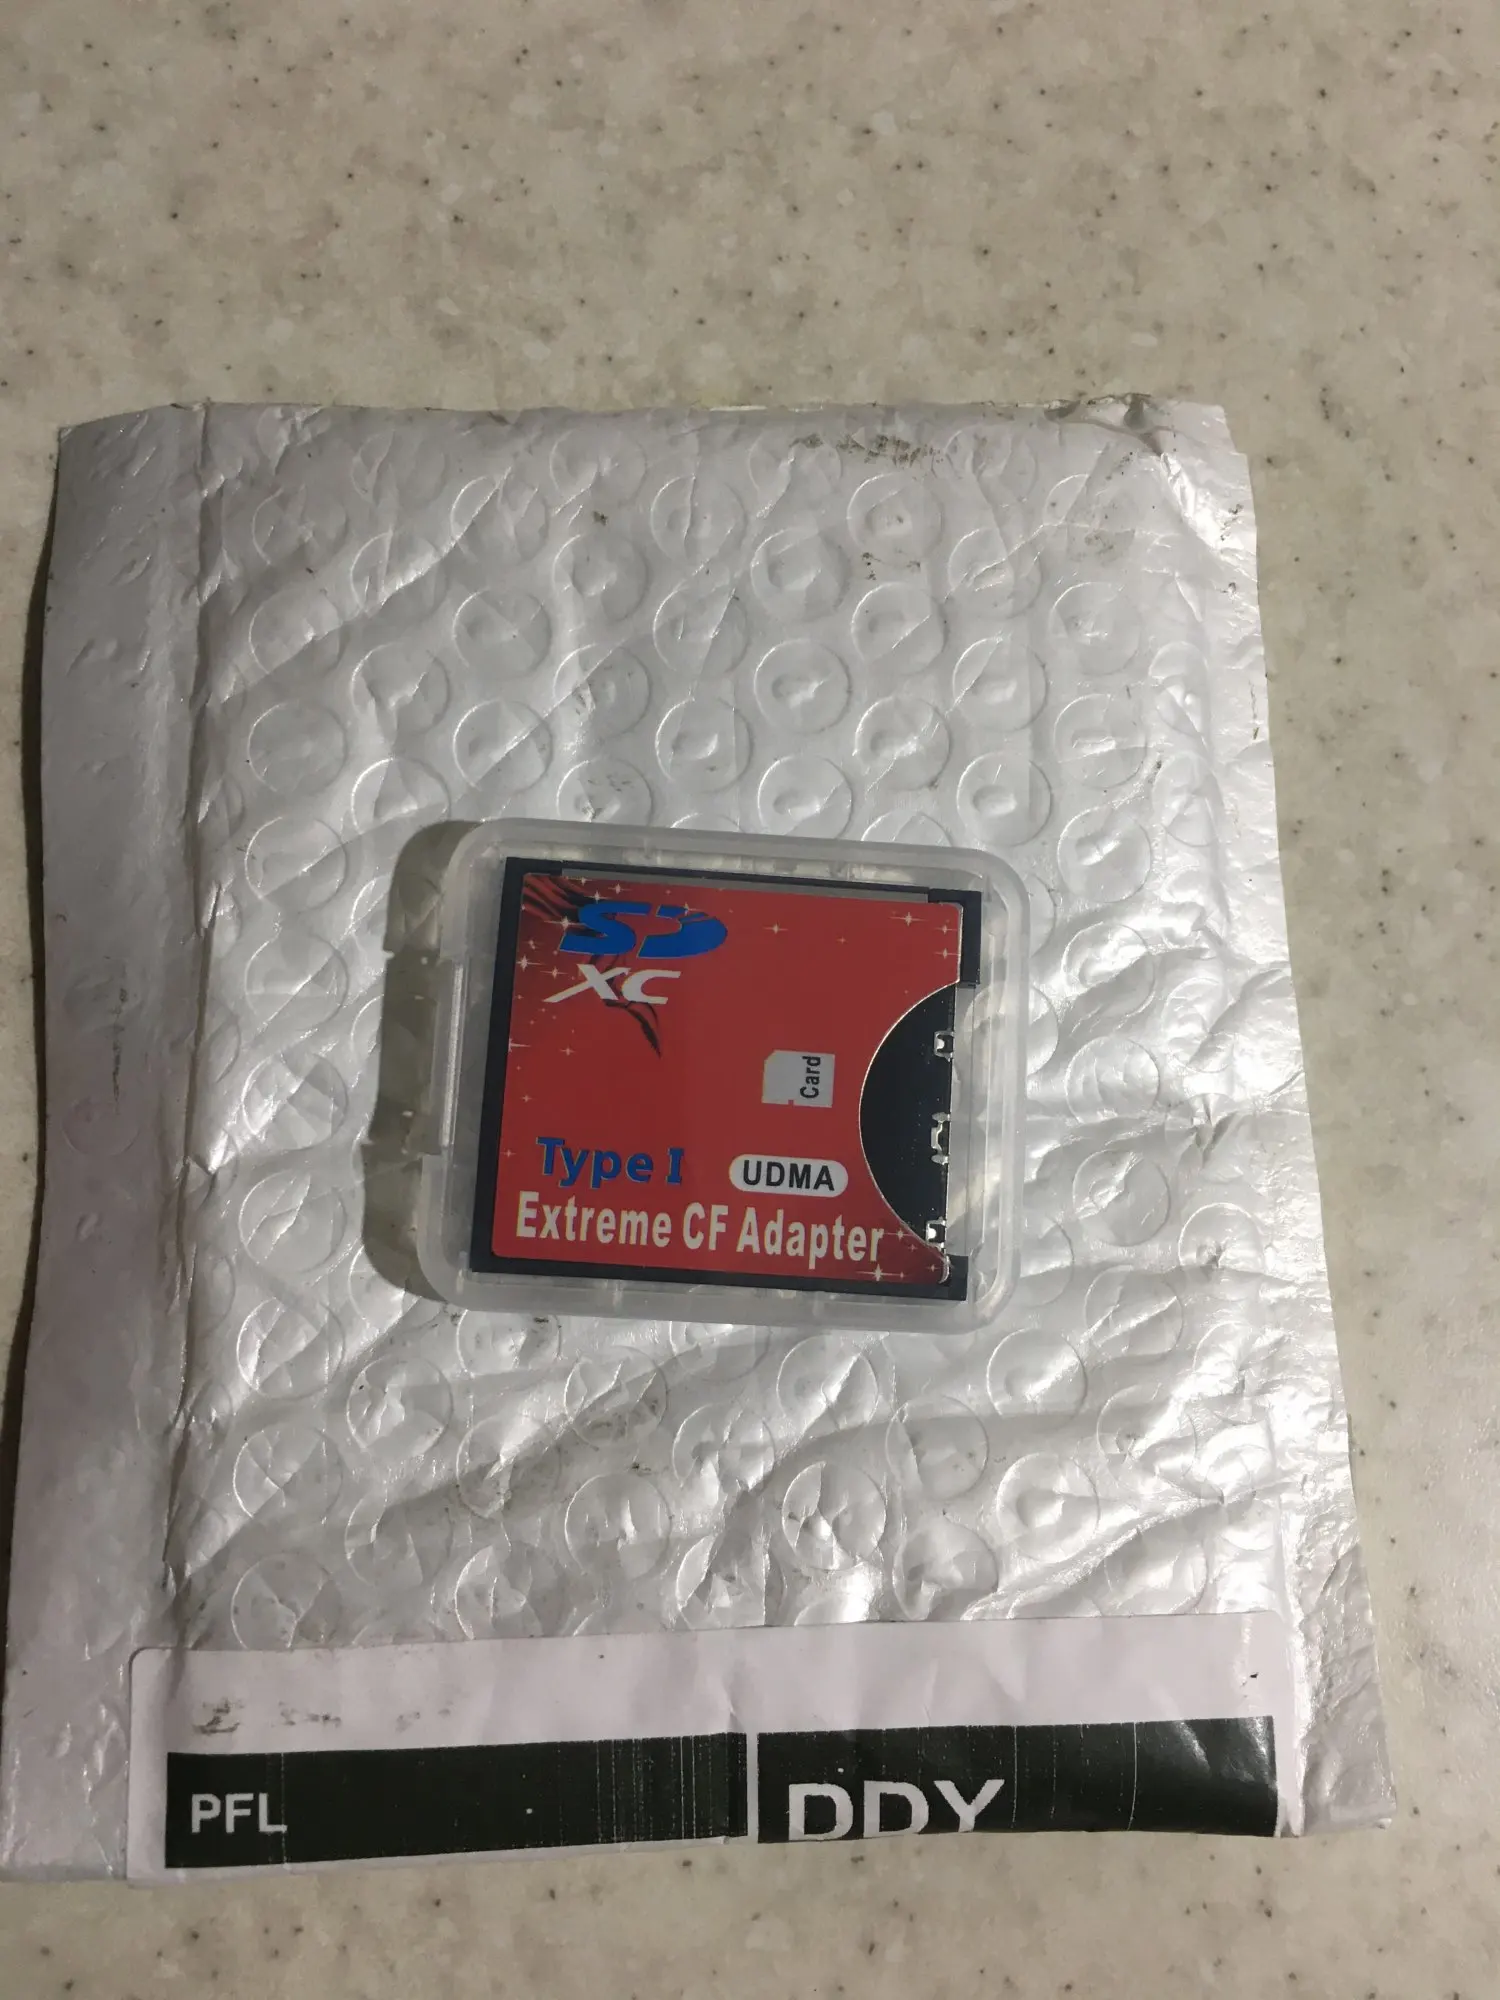 SD
XC
Card
Type I
UDMA
Extreme CF Adapter
PFL
DDY